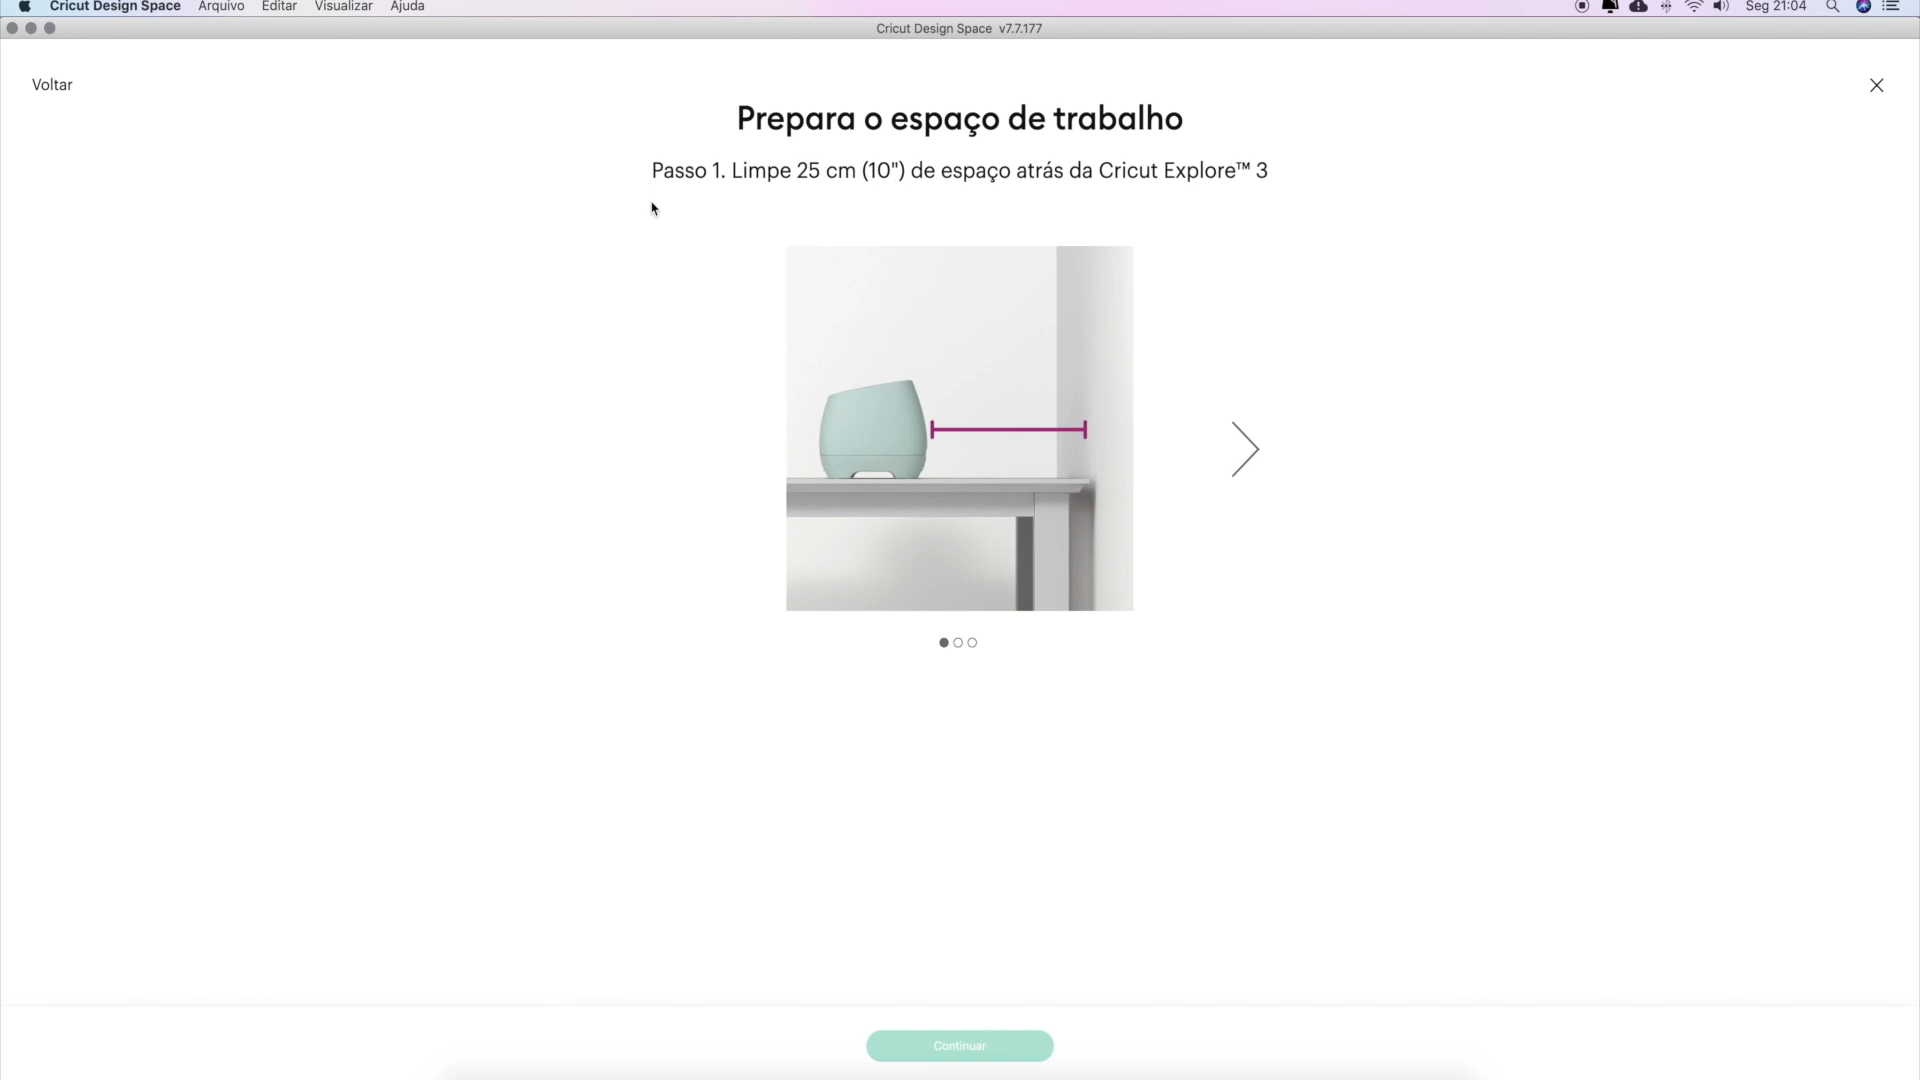 Cricut Design Space Arquivo Editar Visualizar Ajuda Seg 21:04
Cricut Design Space v7.7.177
Voltar
Prepara o espaço de trabalho
Passo 1. Limpe 25 cm (10") de espaço atrás da Cricut Explore™ 3
Continuar